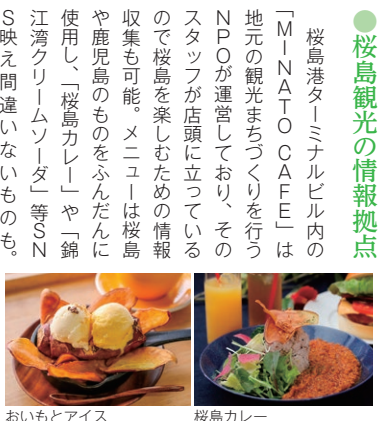 ●桜島観光の情報拠点
桜島港ターミナルビル内の
「MINATO CAFE」は
地元の観光まちづくりを行う
NPOが運営しており、その
スタッフが店頭に立っている
ので桜島を楽しむための情報
収集も可能。メニューは桜島
や鹿児島のものをふんだんに
使用し、「桜島カレー」や「錦
江湾クリームソーダ」等SN
S映え間違いないものも。
おいもとアイス
桜島カレー